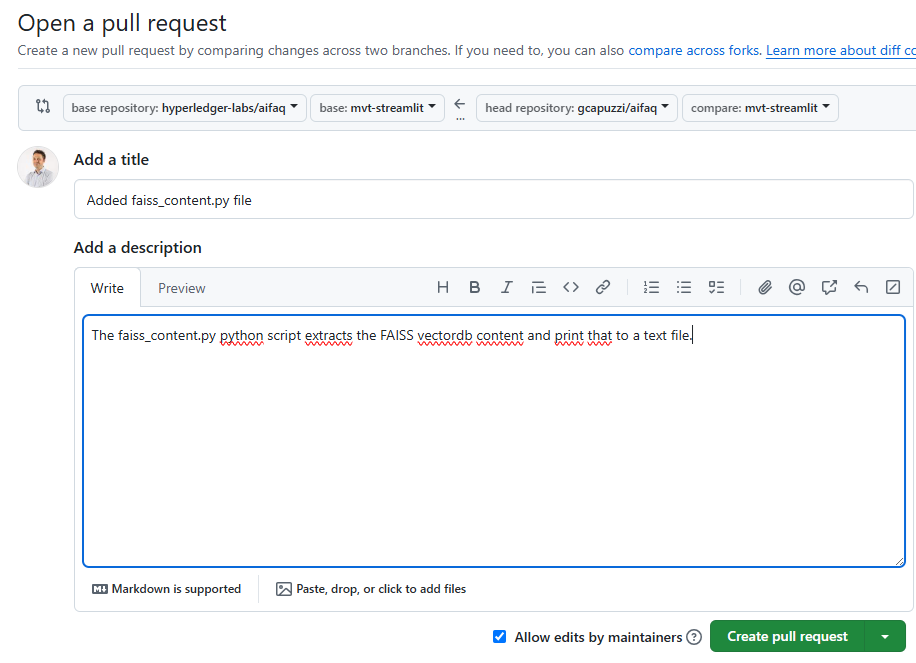 Open a pull request
Create a new pull request by comparing changes across two branches. If you need to, you can also compare across forks. Learn more about diff
base repository: hyperledger-labs/aifaq
base: mvt-streamlit
...
head repository: gcapuzzi/aifaq
compare: mvt-streamlit
Add a title
Added faiss_content.py file
Add a description
Write
Preview
The faiss_content.py python script extracts the FAISS vectordb content and print that to a text file.
Markdown is supported
Paste, drop, or click to add files
Allow edits by maintainers
Create pull request